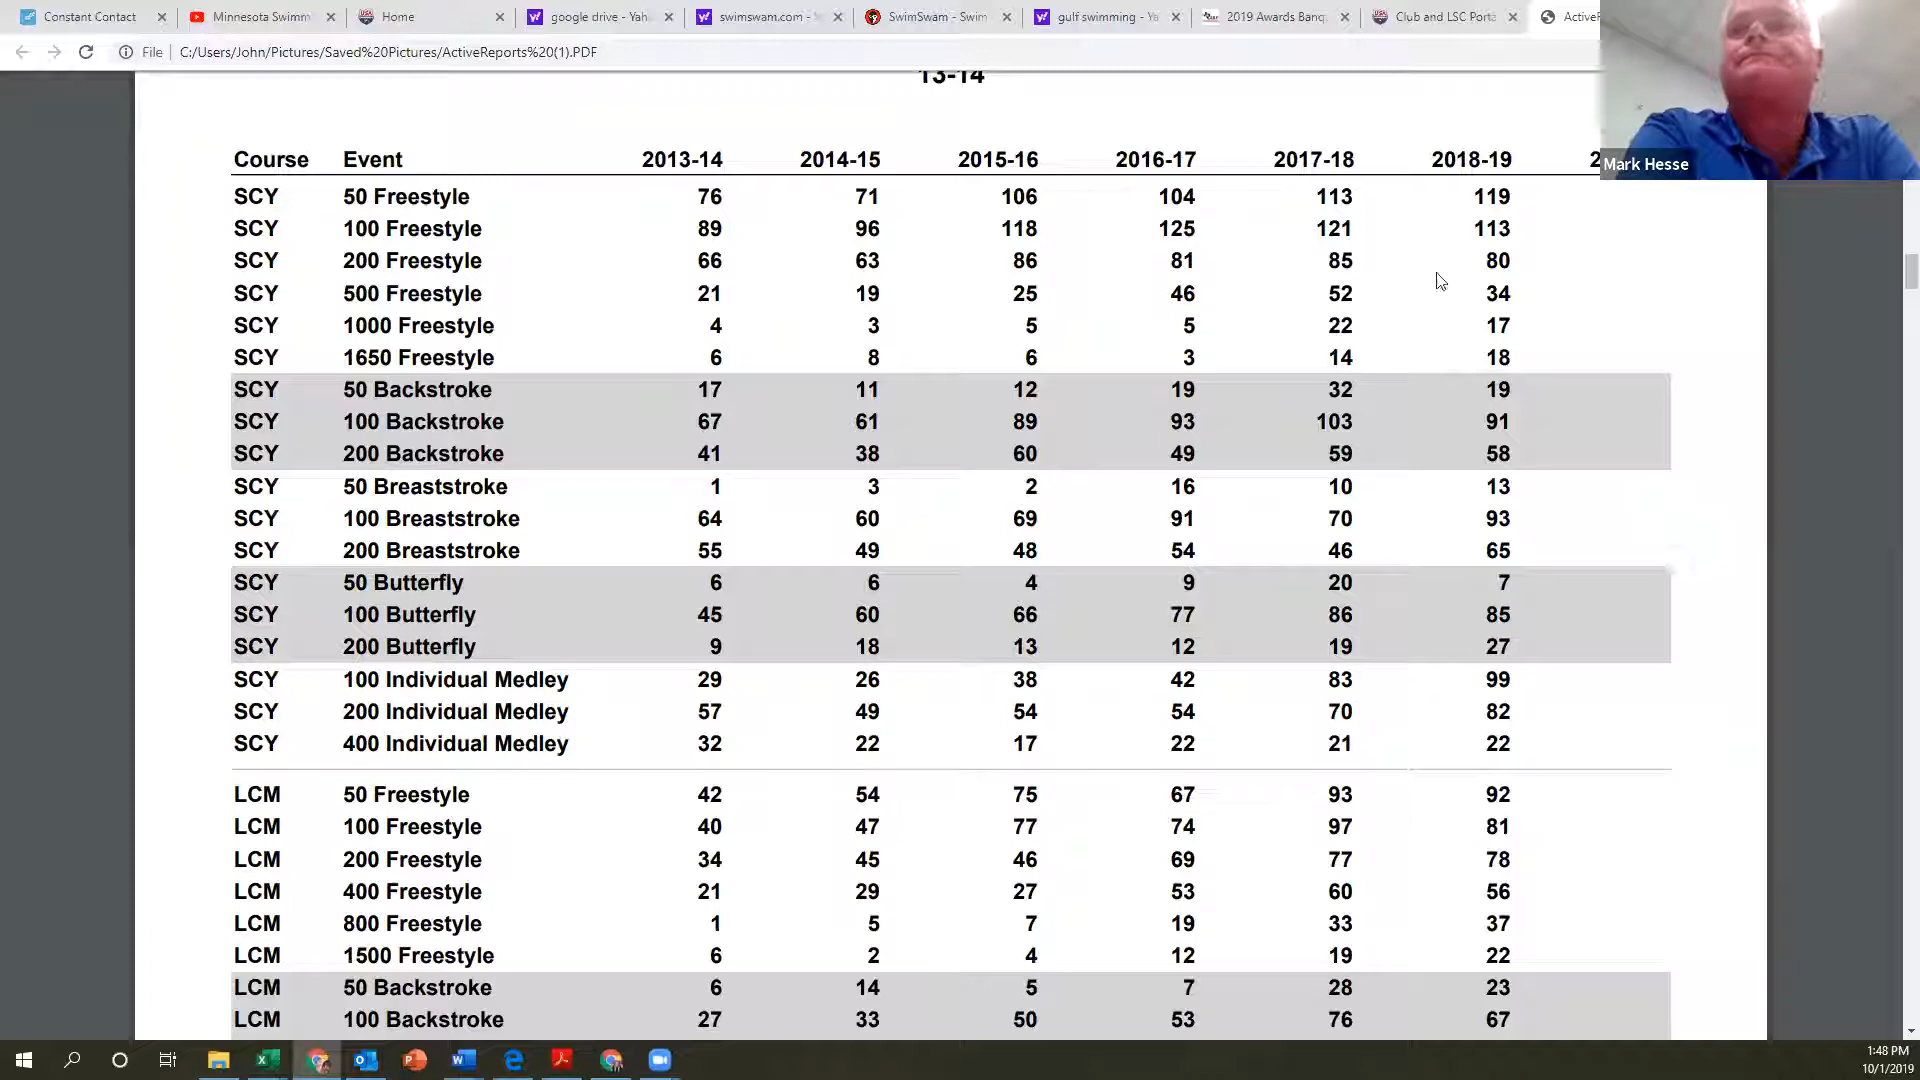 Constant Contact
Minnesota Swimm
Home
google drive - Yah
swimswam.com -
SwimSwam - Swim
gulf swimming - Ya
2019 Awards Banq
Club and LSC Porta
ActiveR
File C:/Users/John/Pictures/Saved%20Pictures/ActiveReports%20(1).PDF
13-14
Mark Hesse
Course Event 2013-14 2014-15 2015-16 2016-17 2017-18 2018-19 2
SCY 50 Freestyle 76 71 106 104 113 119
SCY 100 Freestyle 89 96 118 125 121 113
SCY 200 Freestyle 66 63 86 81 85 80
SCY 500 Freestyle 21 19 25 46 52 34
SCY 1000 Freestyle 4 3 5 5 22 17
SCY 1650 Freestyle 6 8 6 3 14 18
SCY 50 Backstroke 17 11 12 19 32 19
SCY 100 Backstroke 67 61 89 93 103 91
SCY 200 Backstroke 41 38 60 49 59 58
SCY 50 Breaststroke 1 3 2 16 10 13
SCY 100 Breaststroke 64 60 69 91 70 93
SCY 200 Breaststroke 55 49 48 54 46 65
SCY 50 Butterfly 6 6 4 9 20 7
SCY 100 Butterfly 45 60 66 77 86 85
SCY 200 Butterfly 9 18 13 12 19 27
SCY 100 Individual Medley 29 26 38 42 83 99
SCY 200 Individual Medley 57 49 54 54 70 82
SCY 400 Individual Medley 32 22 17 22 21 22
LCM 50 Freestyle 42 54 75 67 93 92
LCM 100 Freestyle 40 47 77 74 97 81
LCM 200 Freestyle 34 45 46 69 77 78
LCM 400 Freestyle 21 29 27 53 60 56
LCM 800 Freestyle 1 5 7 19 33 37
LCM 1500 Freestyle 6 2 4 12 19 22
LCM 50 Backstroke 6 14 5 7 28 23
LCM 100 Backstroke 27 33 50 53 76 67
1:48 PM
10/1/2019